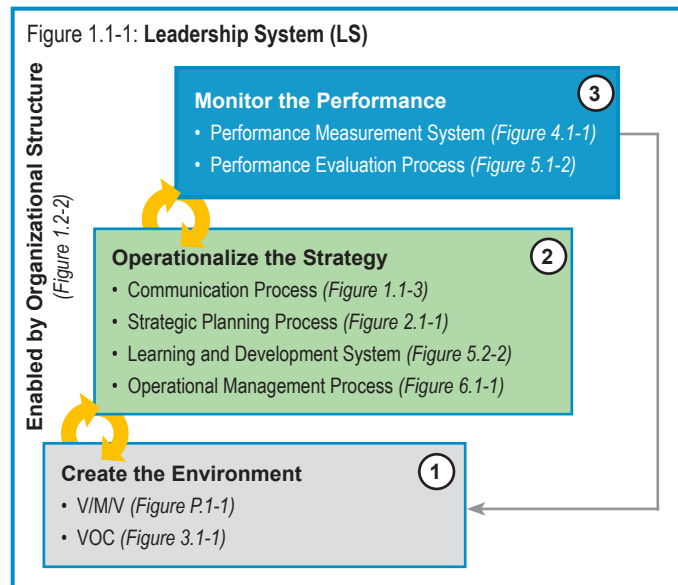 Figure 1.1-1: Leadership System (LS)
Enabled by Organizational Structure
(Figure 1.2-2)
3
Monitor the Performance
• Performance Measurement System (Figure 4.1-1)
• Performance Evaluation Process (Figure 5.1-2)
2
Operationalize the Strategy
• Communication Process (Figure 1.1-3)
• Strategic Planning Process (Figure 2.1-1)
• Learning and Development System (Figure 5.2-2)
• Operational Management Process (Figure 6.1-1)
1
Create the Environment
• V/M/V (Figure P.1-1)
• VOC (Figure 3.1-1)